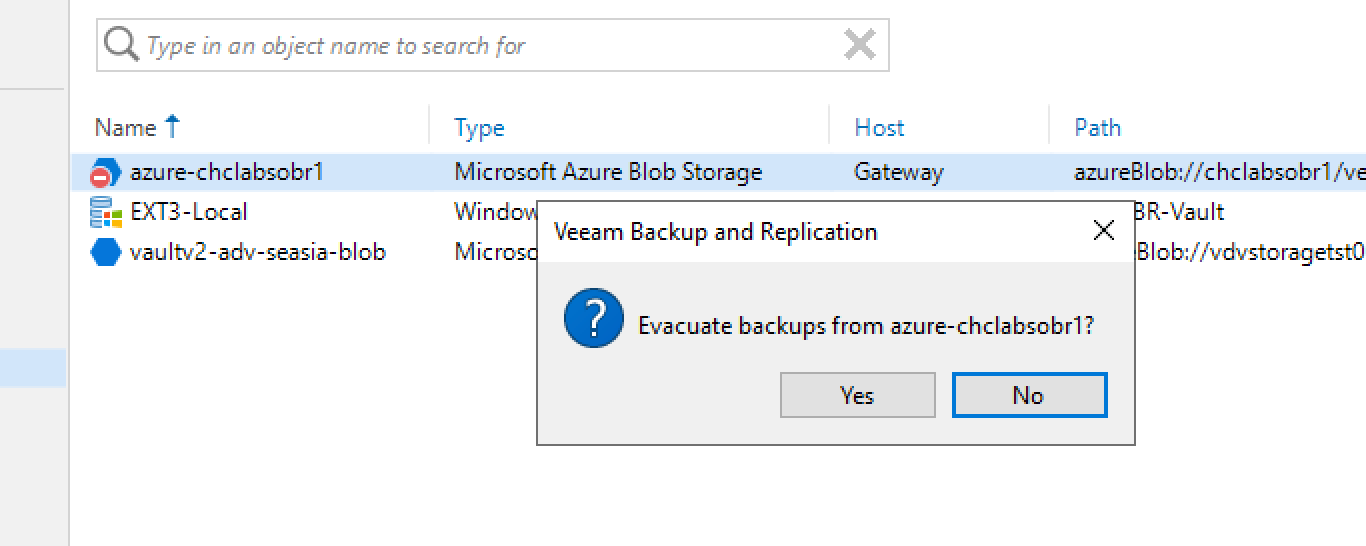 Type in an object name to search for
Name Type Host Path
azure-chclabsobr1 Microsoft Azure Blob Storage Gateway azureBlob://chclabsobr1/ve
EXT3-Local Window BR-Vault
Veeam Backup and Replication
vaultv2-adv-seasia-blob Microso eBlob://vdvstoragetst0
?
Evacuate backups from azure-chclabsobr1?
Yes No